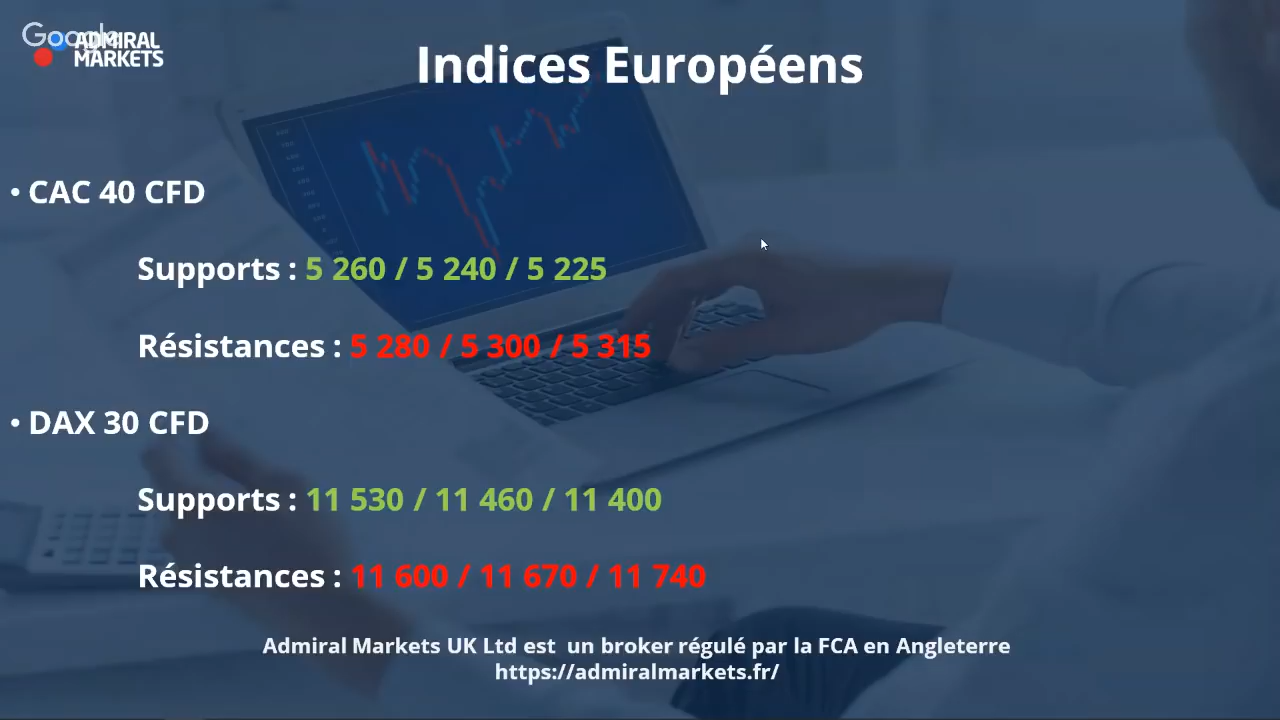 Google
ADMIRAL
MARKETS
Indices Européens
• CAC 40 CFD
Supports : 5 260 / 5 240 / 5 225
Résistances : 5 280 / 5 300 / 5 315
• DAX 30 CFD
Supports : 11 530 / 11 460 / 11 400
Résistances : 11 600 / 11 670 / 11 740
Admiral Markets UK Ltd est  un broker régulé par la FCA en Angleterre
https://admiralmarkets.fr/